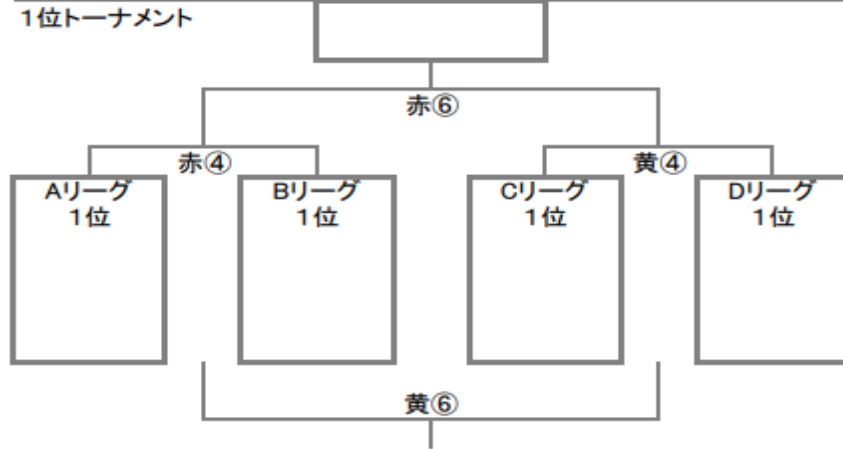 1位トーナメント
赤⑥
赤④
黄④
Aリーグ
1位
Bリーグ
1位
Cリーグ
1位
Dリーグ
1位
黄⑥